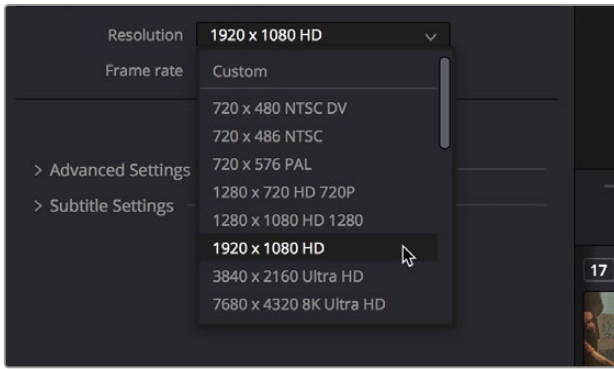 Resolution 1920 x 1080 HD
Frame rate
Custom
720 x 480 NTSC DV
720 x 486 NTSC
720 x 576 PAL
1280 x 720 HD 720P
1280 x 1080 HD 1280
1920 x 1080 HD
3840 x 2160 Ultra HD
7680 x 4320 8K Ultra HD
> Advanced Settings
> Subtitle Settings
17